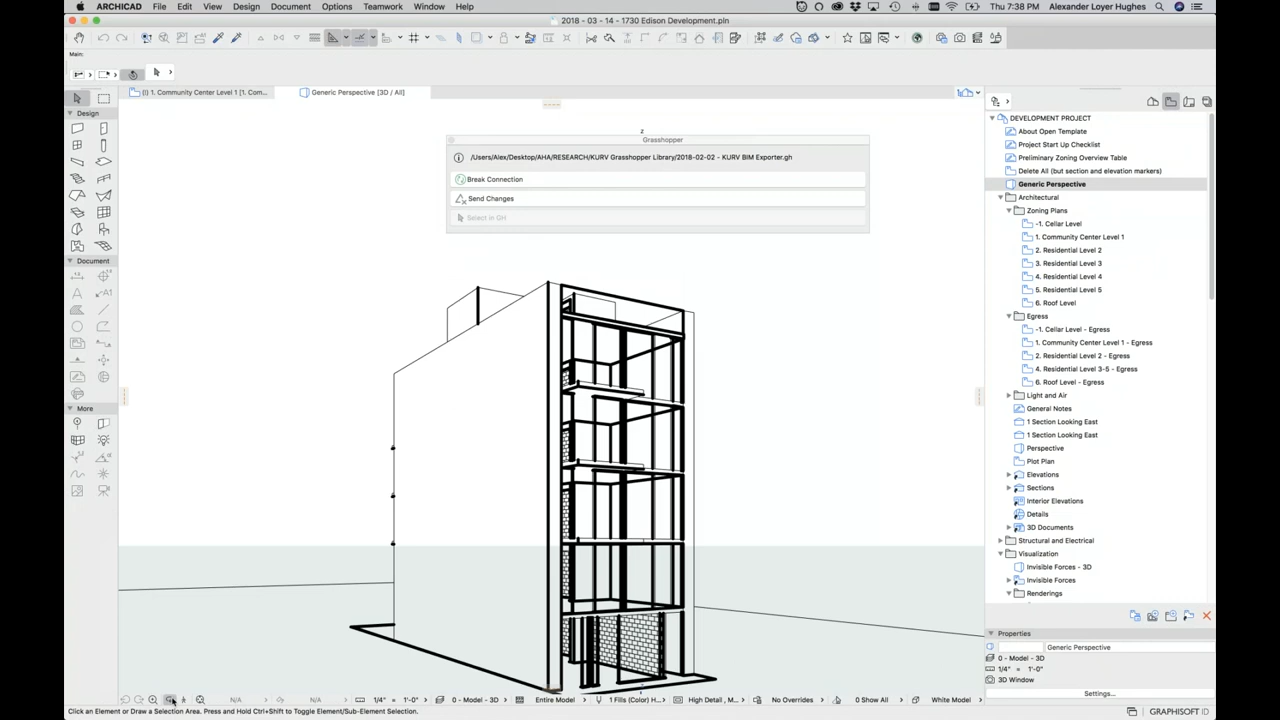 ARCHICAD File Edit View Design Document Options Teamwork Window Help
Thu 7:38 PM Alexander Loyer Hughes
2018 - 03 - 14 - 1730 Edison Development.pln
Main:
(!) 1. Community Center Level 1 [1. Com...
Generic Perspective [3D / All]
Design
Document
More
z
Grasshopper
/Users/Alex/Desktop/AHA/RESEARCH/KURV Grasshopper Library/2018-02-02 - KURV BIM Exporter.gh
Break Connection
Send Changes
Select in GH
DEVELOPMENT PROJECT
About Open Template
Project Start Up Checklist
Preliminary Zoning Overview Table
Delete All (but section and elevation markers)
Generic Perspective
Architectural
Zoning Plans
-1. Cellar Level
1. Community Center Level 1
2. Residential Level 2
3. Residential Level 3
4. Residential Level 4
5. Residential Level 5
6. Roof Level
Egress
-1. Cellar Level - Egress
1. Community Center Level 1 - Egress
2. Residential Level 2 - Egress
4. Residential Level 3-5 - Egress
6. Roof Level - Egress
Light and Air
General Notes
1 Section Looking East
1 Section Looking East
Perspective
Plot Plan
Elevations
Sections
Interior Elevations
Details
3D Documents
Structural and Electrical
Visualization
Invisible Forces - 3D
Invisible Forces
Renderings
Properties
Generic Perspective
0 - Model - 3D
1/4" = 1'-0"
3D Window
Settings...
N/A N/A 1/4" = 1'-0" 0 - Model - 3D Entire Model 1 Fills (Color) H... High Detail , M... No Overrides 0 Show All White Model
Click an Element or Draw a Selection Area. Press and Hold Ctrl+Shift to Toggle Element/Sub-Element Selection.
GRAPHISOFT ID